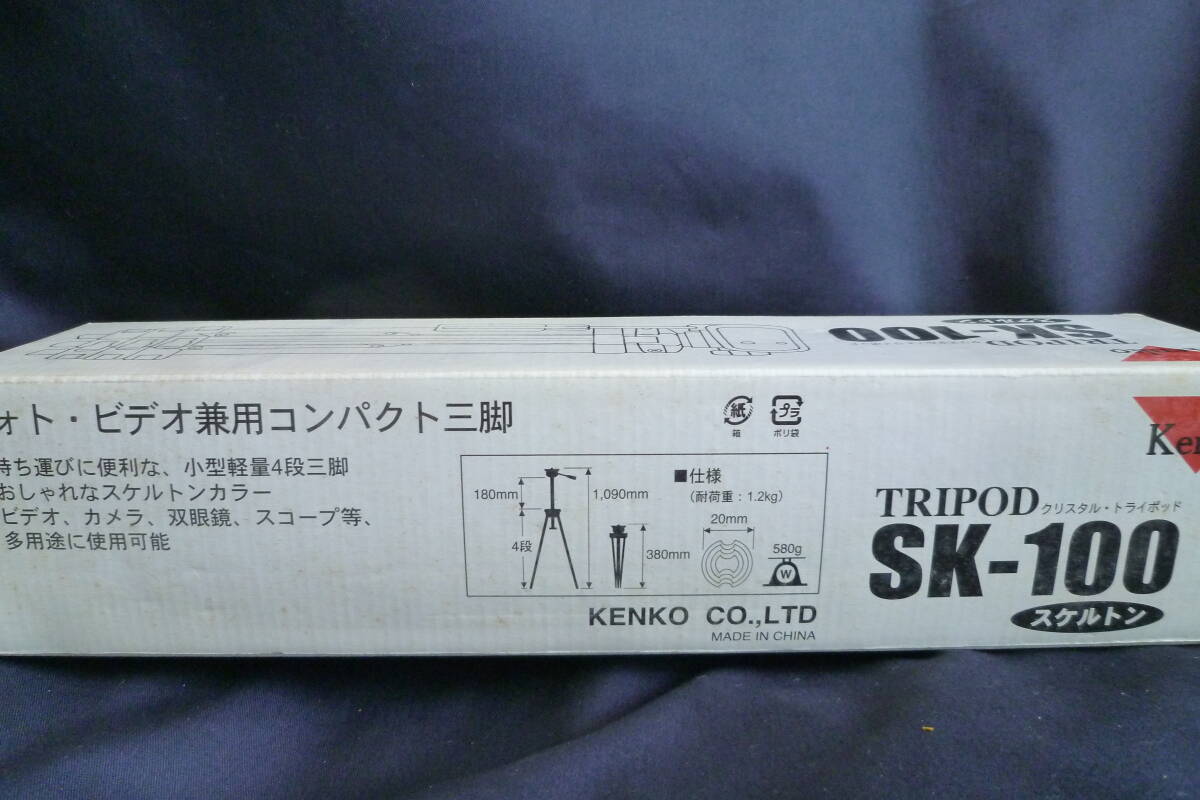 SK-100
TRIPOD
ォト・ビデオ兼用コンパクト三脚
持ち運びに便利な、小型軽量4段三脚
おしゃれなスケルトンカラー
ビデオ、カメラ、双眼鏡、スコープ等、
多用途に使用可能
紙
箱
プラ
ポリ袋
■仕様
(耐荷重:1.2kg)
180mm
1,090mm
4段
380mm
20mm
580g
W
KENKO CO.,LTD
MADE IN CHINA
Ken
TRIPOD クリスタル・トライポッド
SK-100
スケルトン